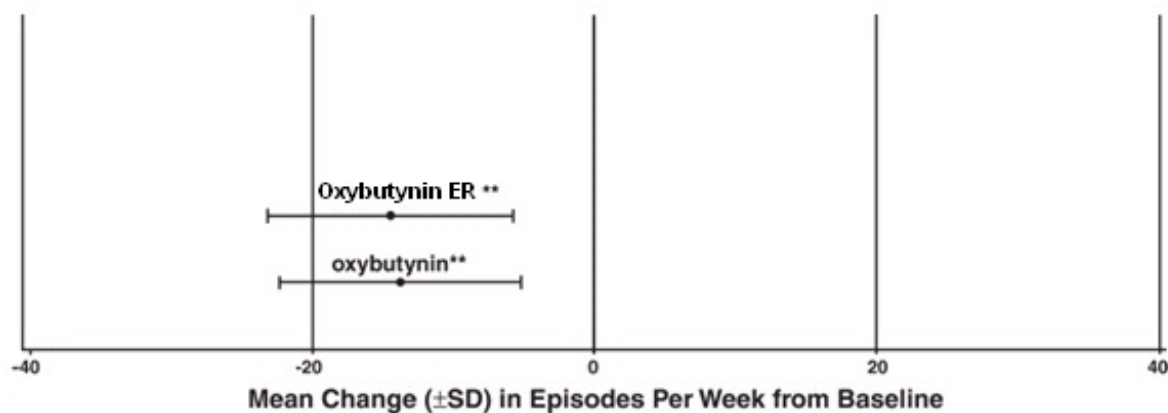 Oxybutynin ER **
oxybutynin**
-40 -20 0 20 40
Mean Change (±SD) in Episodes Per Week from Baseline